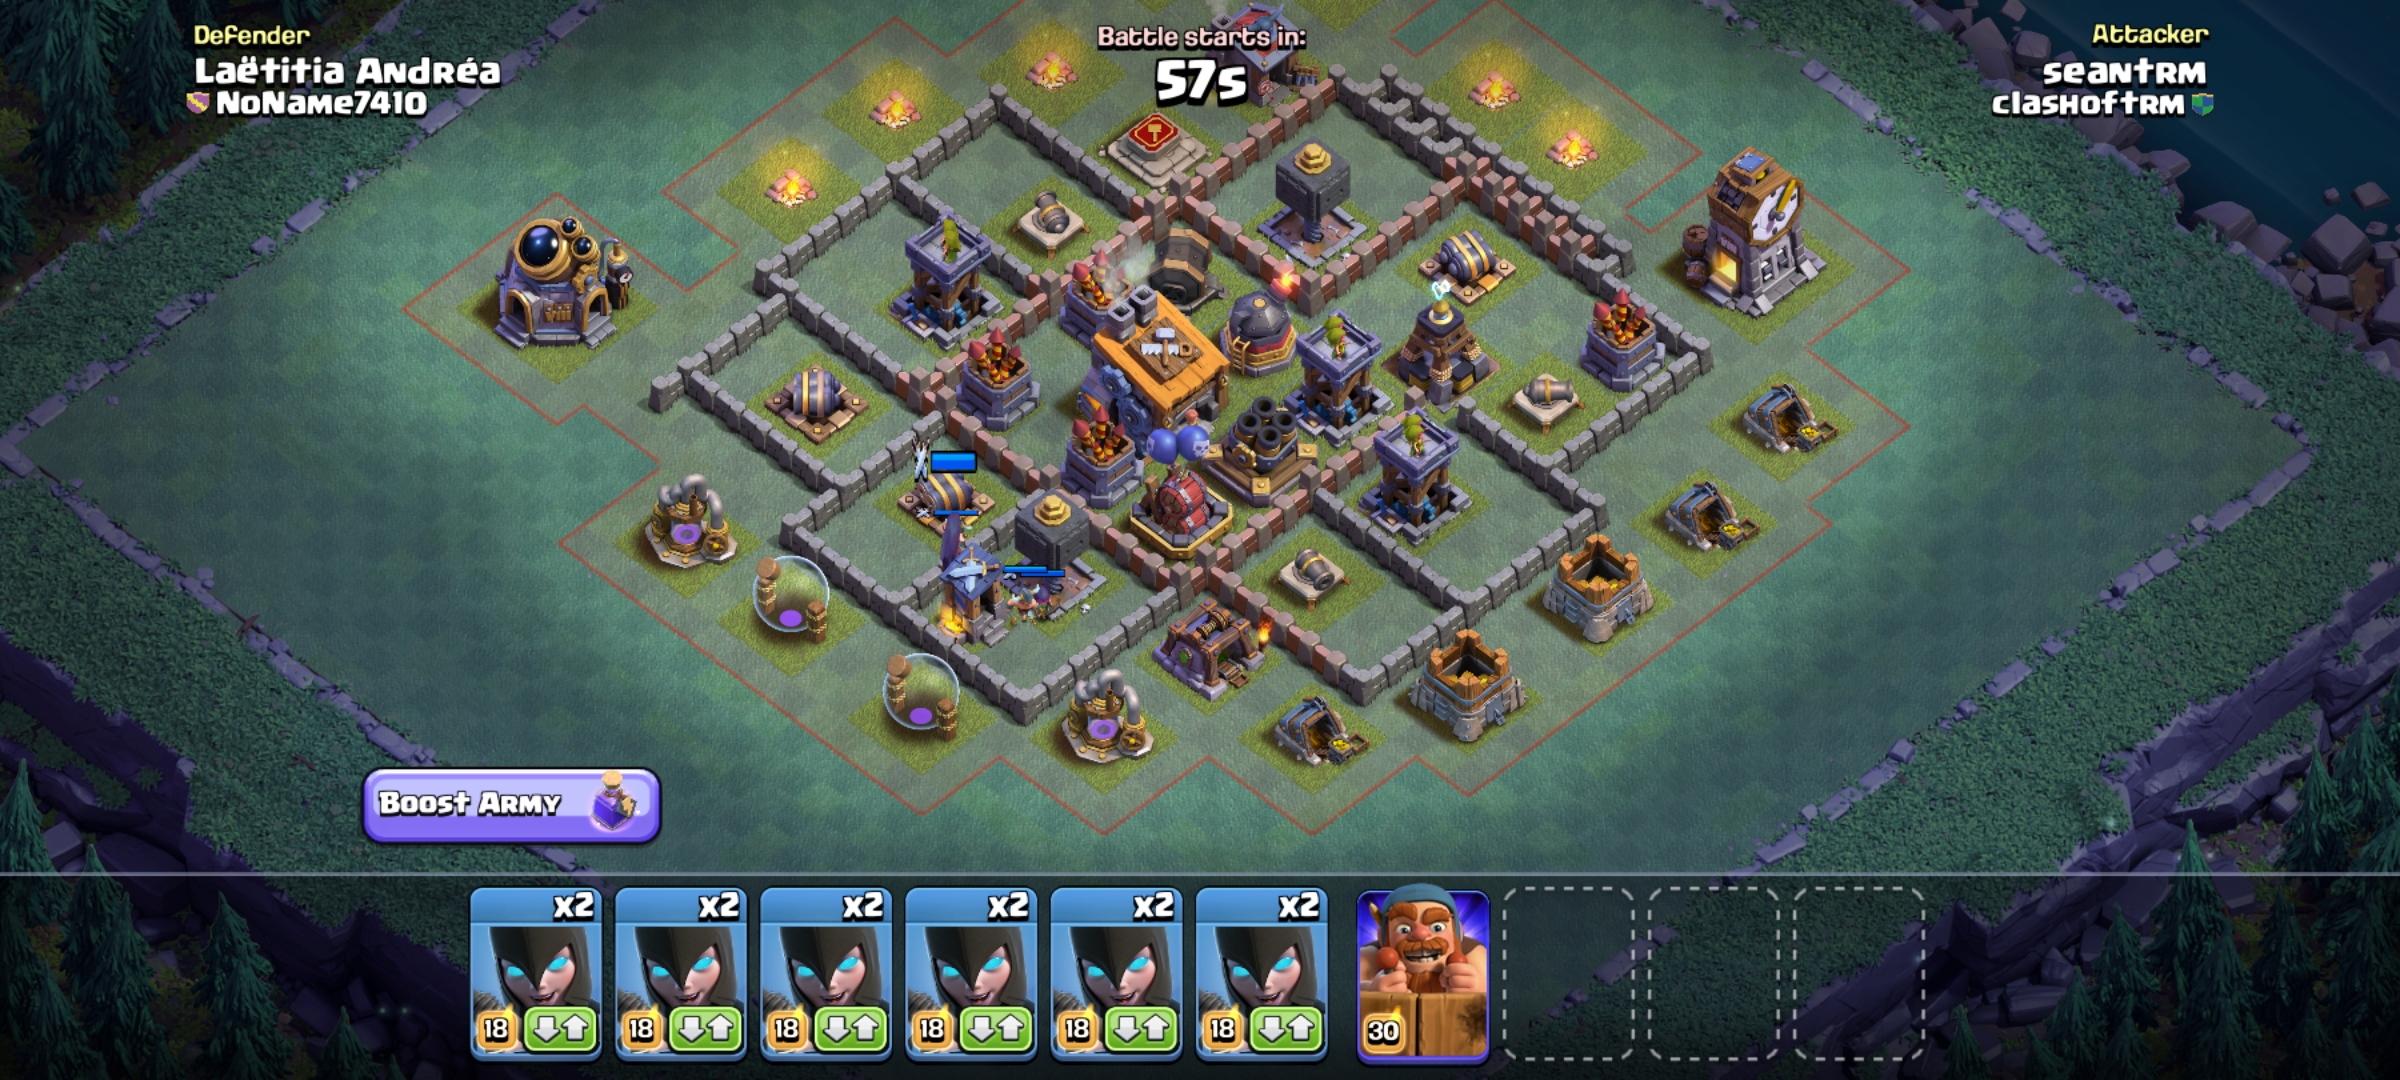 Defender
Laëtitia Andréa
NoName7410
Battle starts in:
57s
Attacker
seantRM
clashoftRM
VIII
Boost Army
x2
x2
x2
x2
x2
x2
18
18
18
18
18
18
30